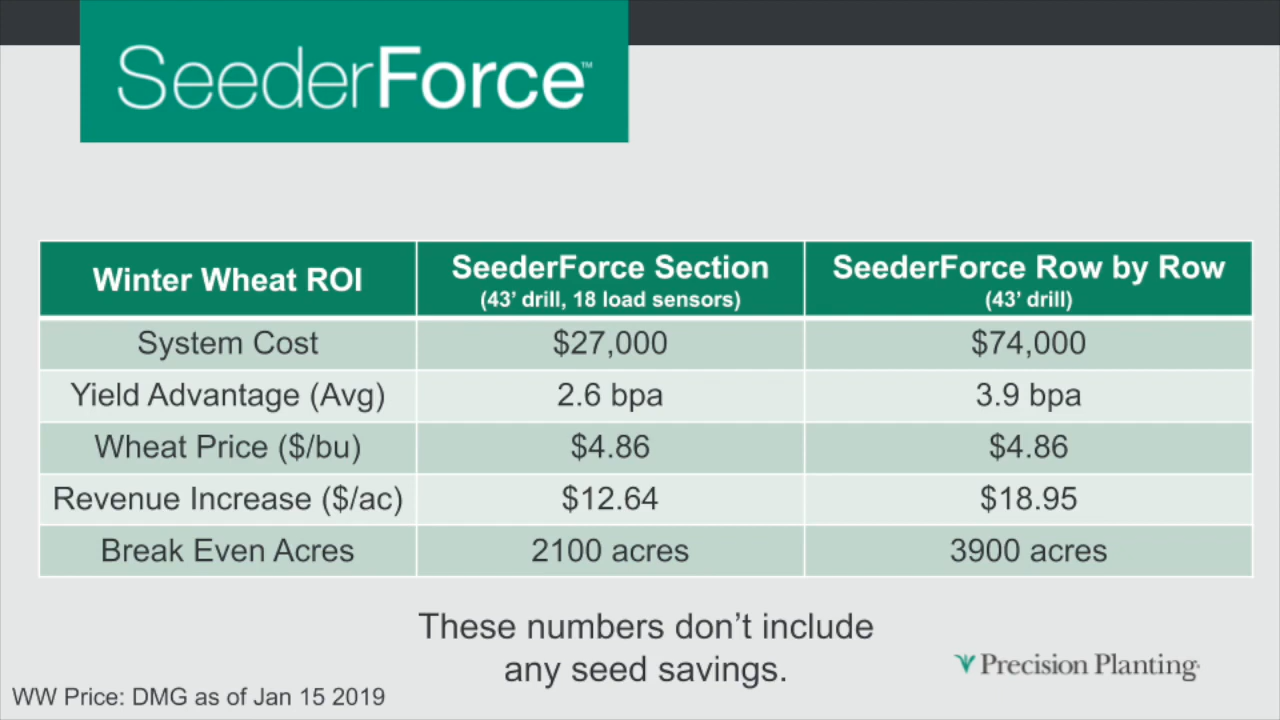 SeederForce™
Winter Wheat ROI
SeederForce Section
(43’ drill, 18 load sensors)
SeederForce Row by Row
(43’ drill)
System Cost
$27,000
$74,000
Yield Advantage (Avg)
2.6 bpa
3.9 bpa
Wheat Price ($/bu)
$4.86
$4.86
Revenue Increase ($/ac)
$12.64
$18.95
Break Even Acres
2100 acres
3900 acres
These numbers don’t include
any seed savings.
Precision Planting
WW Price: DMG as of Jan 15 2019